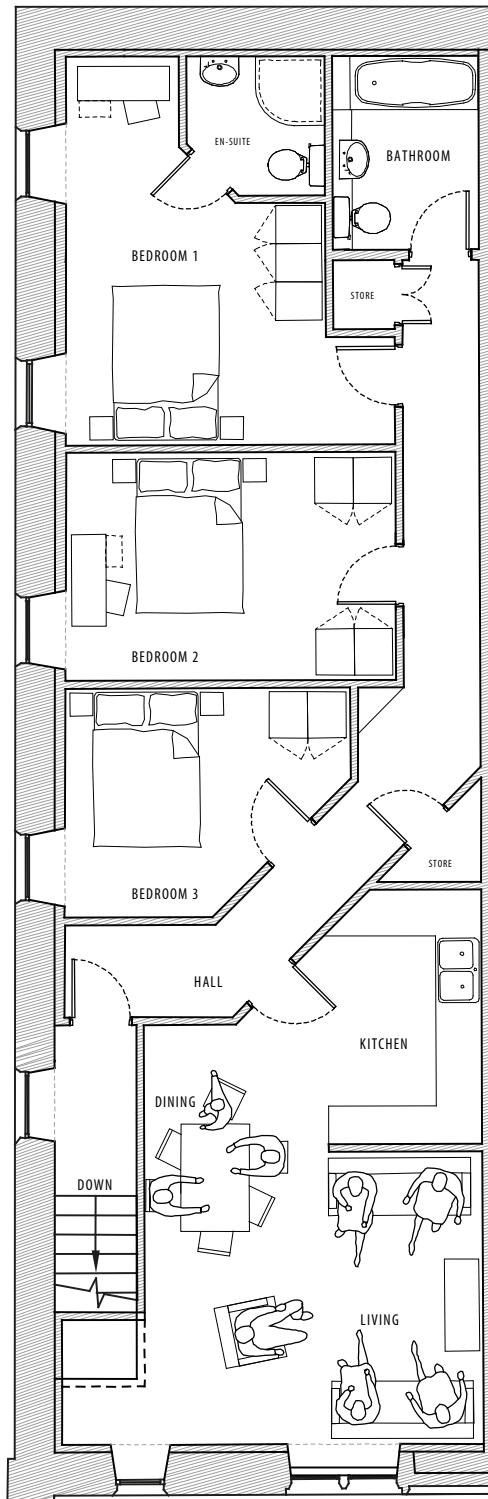 EN-SUITE
BATHROOM
BEDROOM 1
STORE
BEDROOM 2
STORE
BEDROOM 3
HALL
KITCHEN
DINING
DOWN
LIVING